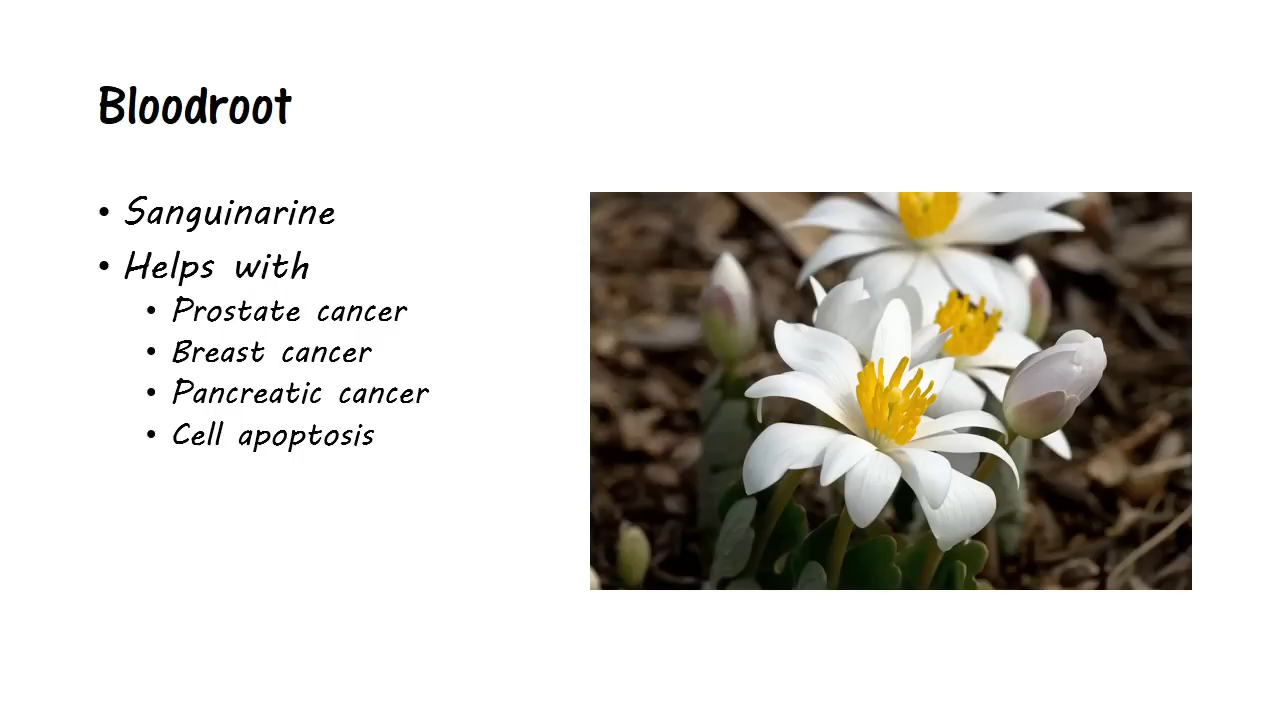 Bloodroot
• Sanguinarine
• Helps with
• Prostate cancer
• Breast cancer
• Pancreatic cancer
• Cell apoptosis